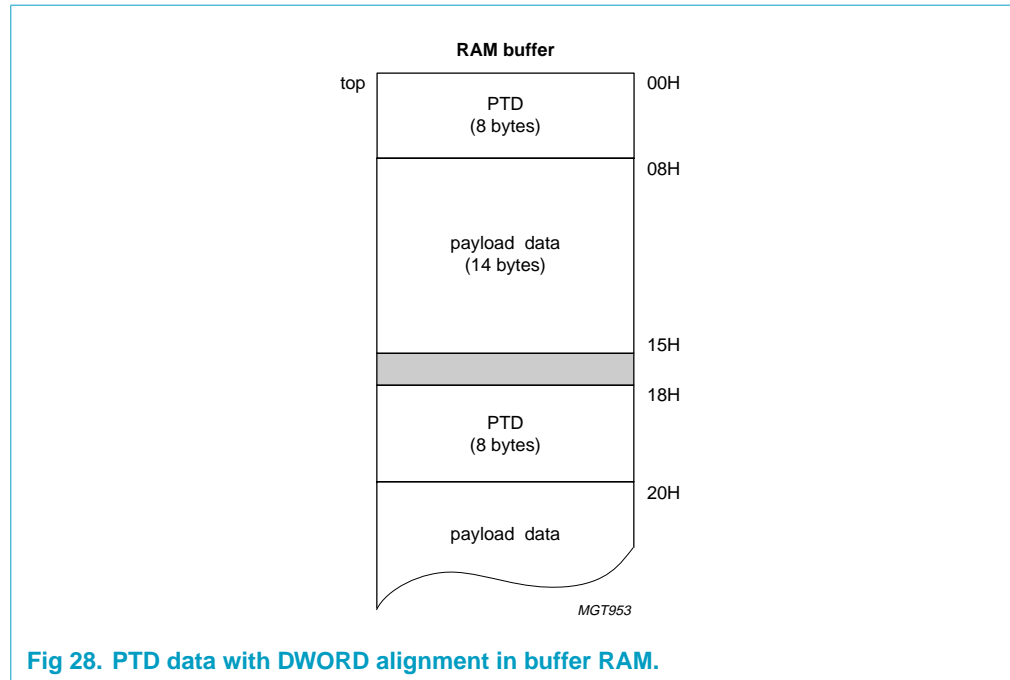 RAM buffer
top
00H
PTD
(8 bytes)
08H
payload data
(14 bytes)
15H
18H
PTD
(8 bytes)
20H
payload data
MGT953
Fig 28. PTD data with DWORD alignment in buffer RAM.